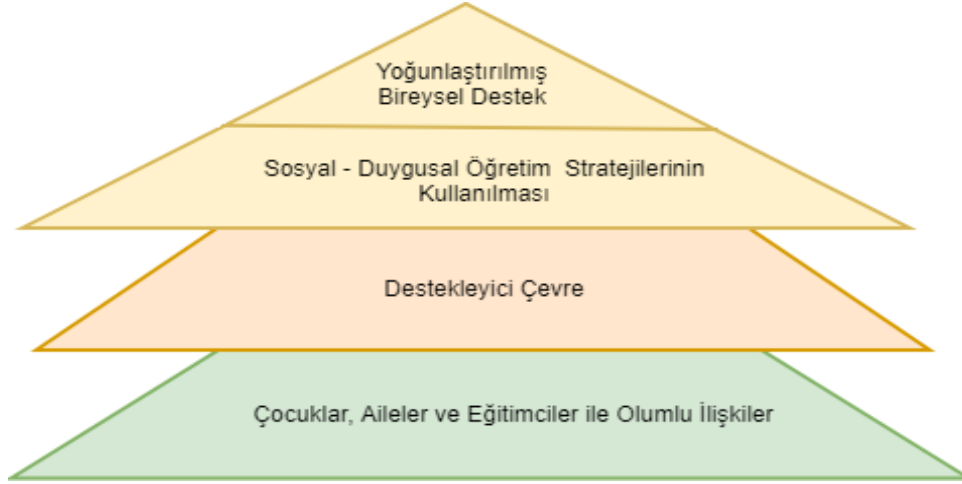 Yoğunlaştırılmış
Bireysel Destek
Sosyal - Duygusal Öğretim Stratejilerinin
Kullanılması
Destekleyici Çevre
Çocuklar, Aileler ve Eğitimciler ile Olumlu İlişkiler